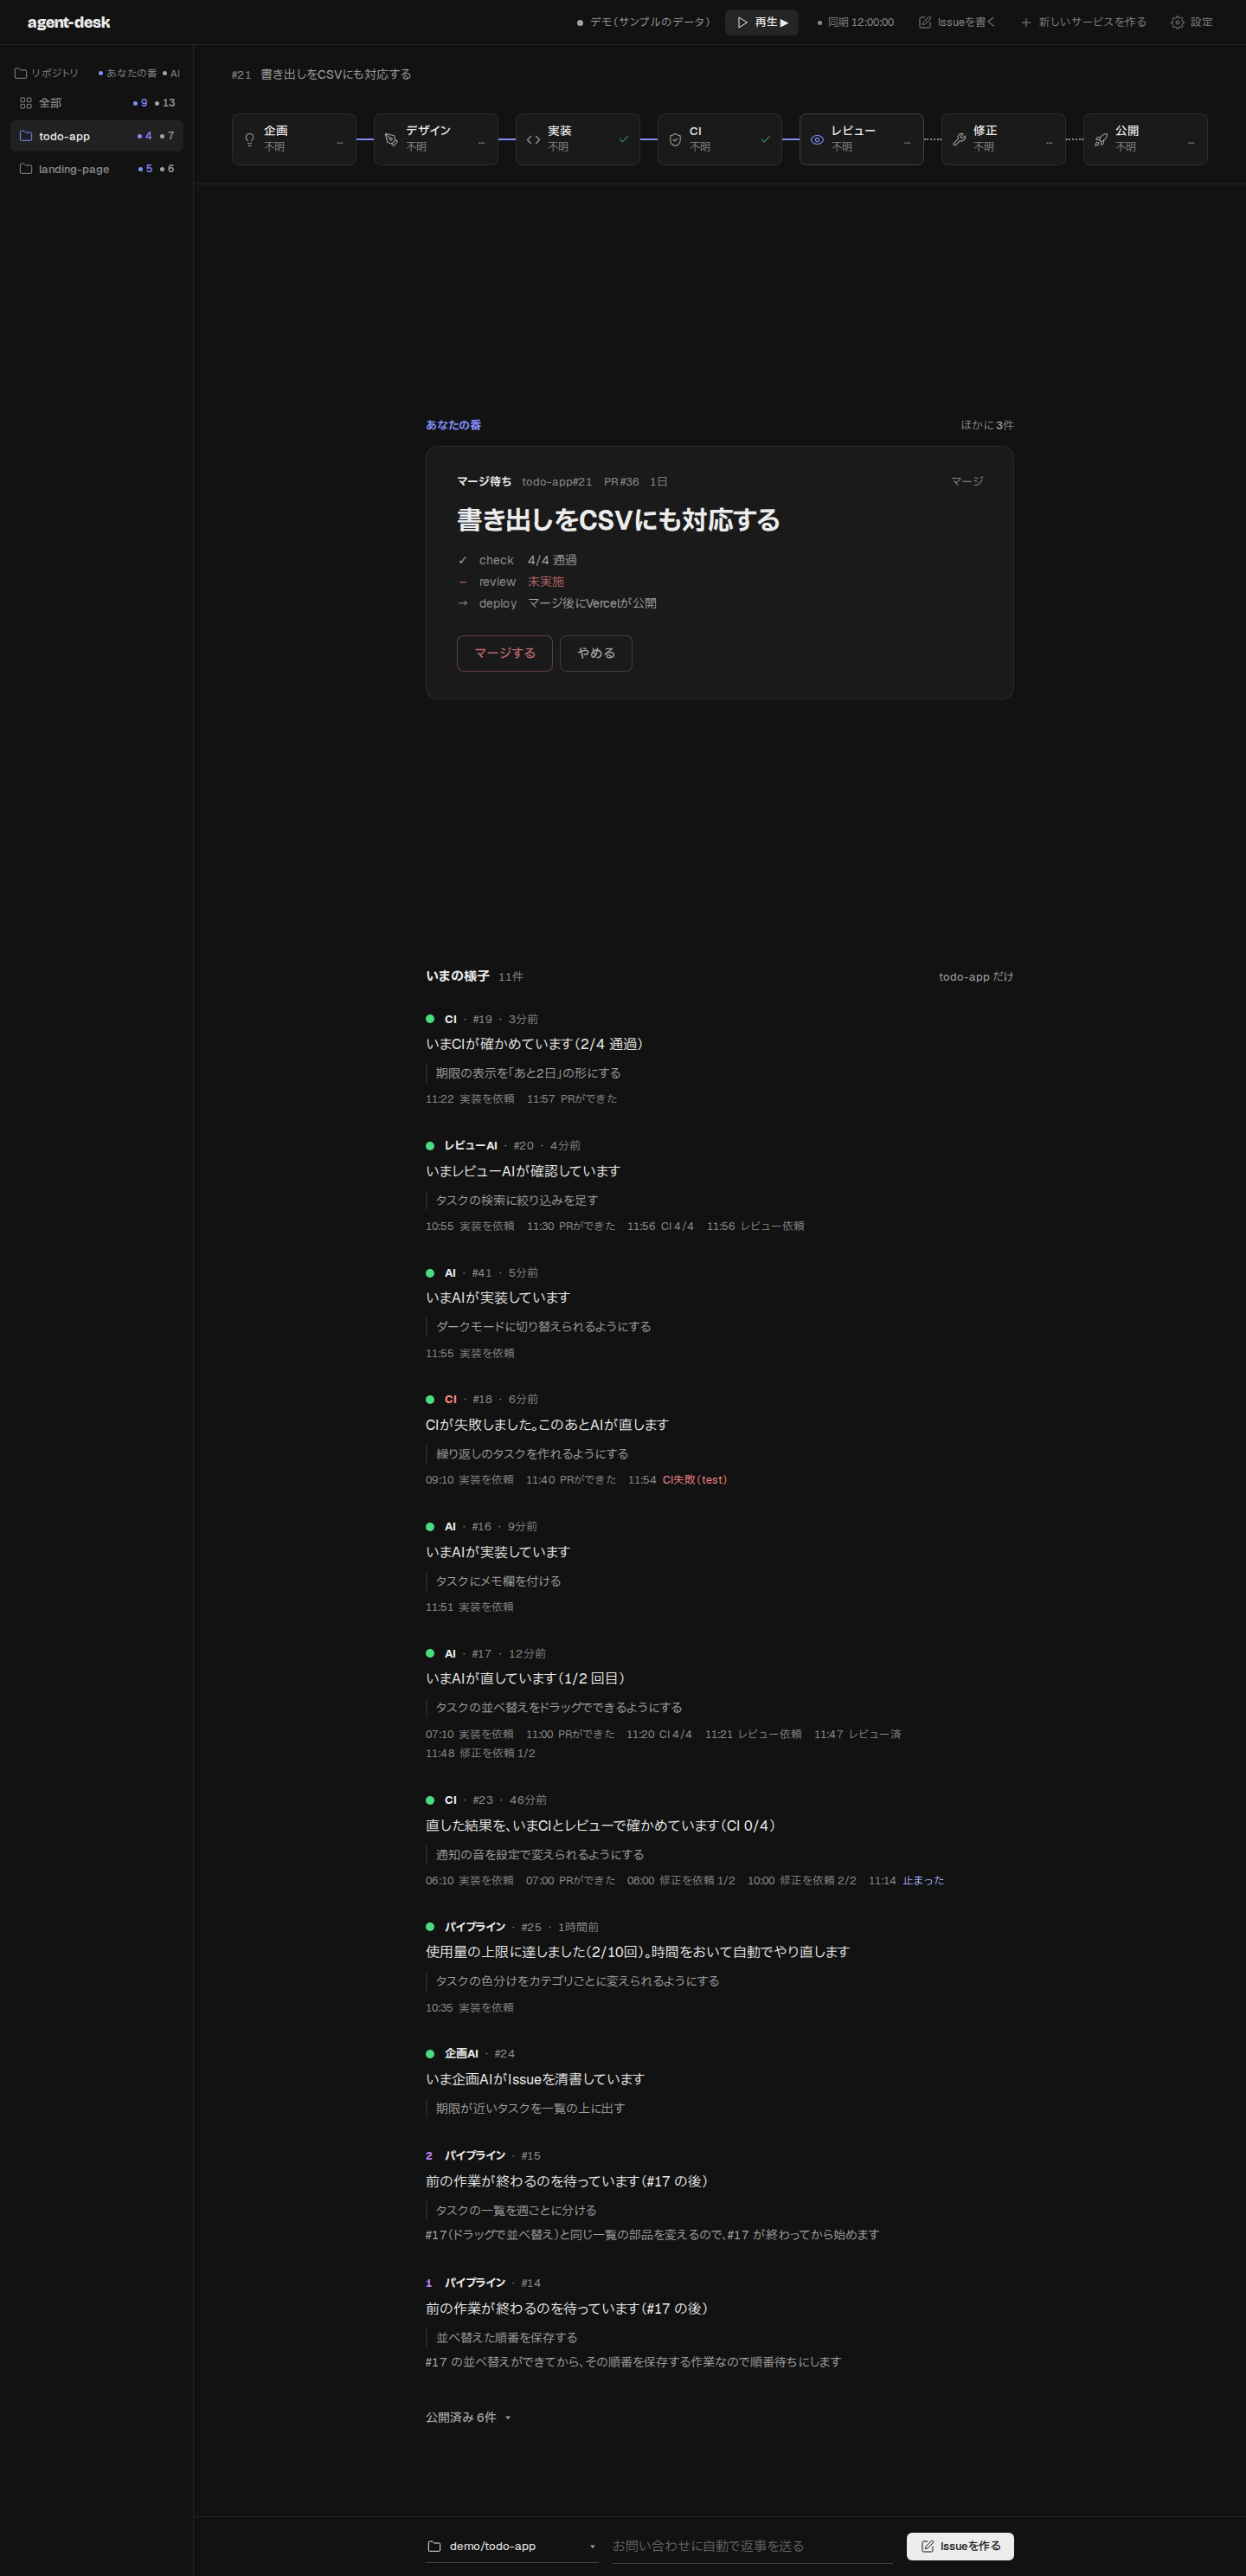 agent-desk
デモ（サンプルのデータ） 再生 ▶ 同期 12:00:00 Issueを書く 新しいサービスを作る 設定
リポジトリ あなたの番 AI
全部 9 13
todo-app 4 7
landing-page 5 6
#21 書き出しをCSVにも対応する
企画 不明 …
デザイン 不明 …
実装 不明 ✓
CI 不明 ✓
レビュー 不明 …
修正 不明 …
公開 不明 …
あなたの番 ほかに3件
マージ待ち todo-app#21 PR#36 1日 マージ
書き出しをCSVにも対応する
✓ check 4/4 通過
– review 未実施
→ deploy マージ後にVercelが公開
マージする やめる
いまの様子 11件 todo-app だけ
CI · #19 · 3分前
いまCIが確かめています（2/4 通過）
期限の表示を「あと2日」の形にする
11:22 実装を依頼 11:57 PRができた
レビューAI · #20 · 4分前
いまレビューAIが確認しています
タスクの検索に絞り込みを足す
10:55 実装を依頼 11:30 PRができた 11:56 CI 4/4 11:56 レビュー依頼
AI · #41 · 5分前
いまAIが実装しています
ダークモードに切り替えられるようにする
11:55 実装を依頼
CI · #18 · 6分前
CIが失敗しました。このあとAIが直します
繰り返しのタスクを作れるようにする
09:10 実装を依頼 11:40 PRができた 11:54 CI失敗（test）
AI · #16 · 9分前
いまAIが実装しています
タスクにメモ欄を付ける
11:51 実装を依頼
AI · #17 · 12分前
いまAIが直しています（1/2 回目）
タスクの並べ替えをドラッグでできるようにする
07:10 実装を依頼 11:00 PRができた 11:20 CI 4/4 11:21 レビュー依頼 11:47 レビュー済
11:48 修正を依頼 1/2
CI · #23 · 46分前
直した結果を、いまCIとレビューで確かめています（CI 0/4）
通知の音を設定で変えられるようにする
06:10 実装を依頼 07:00 PRができた 08:00 修正を依頼 1/2 10:00 修正を依頼 2/2 11:14 止まった
パイプライン · #25 · 1時間前
使用量の上限に達しました（2/10回）。時間をおいて自動でやり直します
タスクの色分けをカテゴリごとに変えられるようにする
10:35 実装を依頼
企画AI · #24
いま企画AIがIssueを清書しています
期限が近いタスクを一覧の上に出す
2 パイプライン · #15
前の作業が終わるのを待っています（#17 の後）
タスクの一覧を週ごとに分ける
#17（ドラッグで並べ替え）と同じ一覧の部品を変えるので、#17 が終わってから始めます
1 パイプライン · #14
前の作業が終わるのを待っています（#17 の後）
並べ替えた順番を保存する
#17 の並べ替えができてから、その順番を保存する作業なので順番待ちにします
公開済み 6件
demo/todo-app お問い合わせに自動で返事を送る Issueを作る